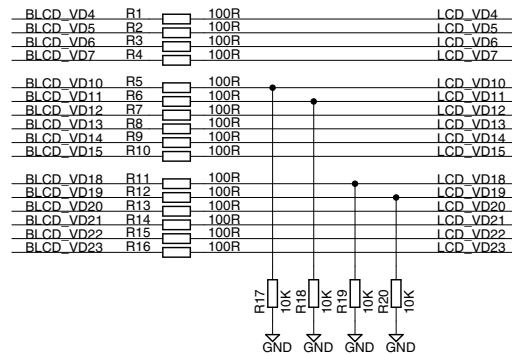 BLCD_VD4 R1 100R LCD_VD4
BLCD_VD5 R2 100R LCD_VD5
BLCD_VD6 R3 100R LCD_VD6
BLCD_VD7 R4 100R LCD_VD7
BLCD_VD10 R5 100R LCD_VD10
BLCD_VD11 R6 100R LCD_VD11
BLCD_VD12 R7 100R LCD_VD12
BLCD_VD13 R8 100R LCD_VD13
BLCD_VD14 R9 100R LCD_VD14
BLCD_VD15 R10 100R LCD_VD15
BLCD_VD18 R11 100R LCD_VD18
BLCD_VD19 R12 100R LCD_VD19
BLCD_VD20 R13 100R LCD_VD20
BLCD_VD21 R14 100R LCD_VD21
BLCD_VD22 R15 100R LCD_VD22
BLCD_VD23 R16 100R LCD_VD23
R17 10K R18 10K R19 10K R20 10K
GND GND GND GND